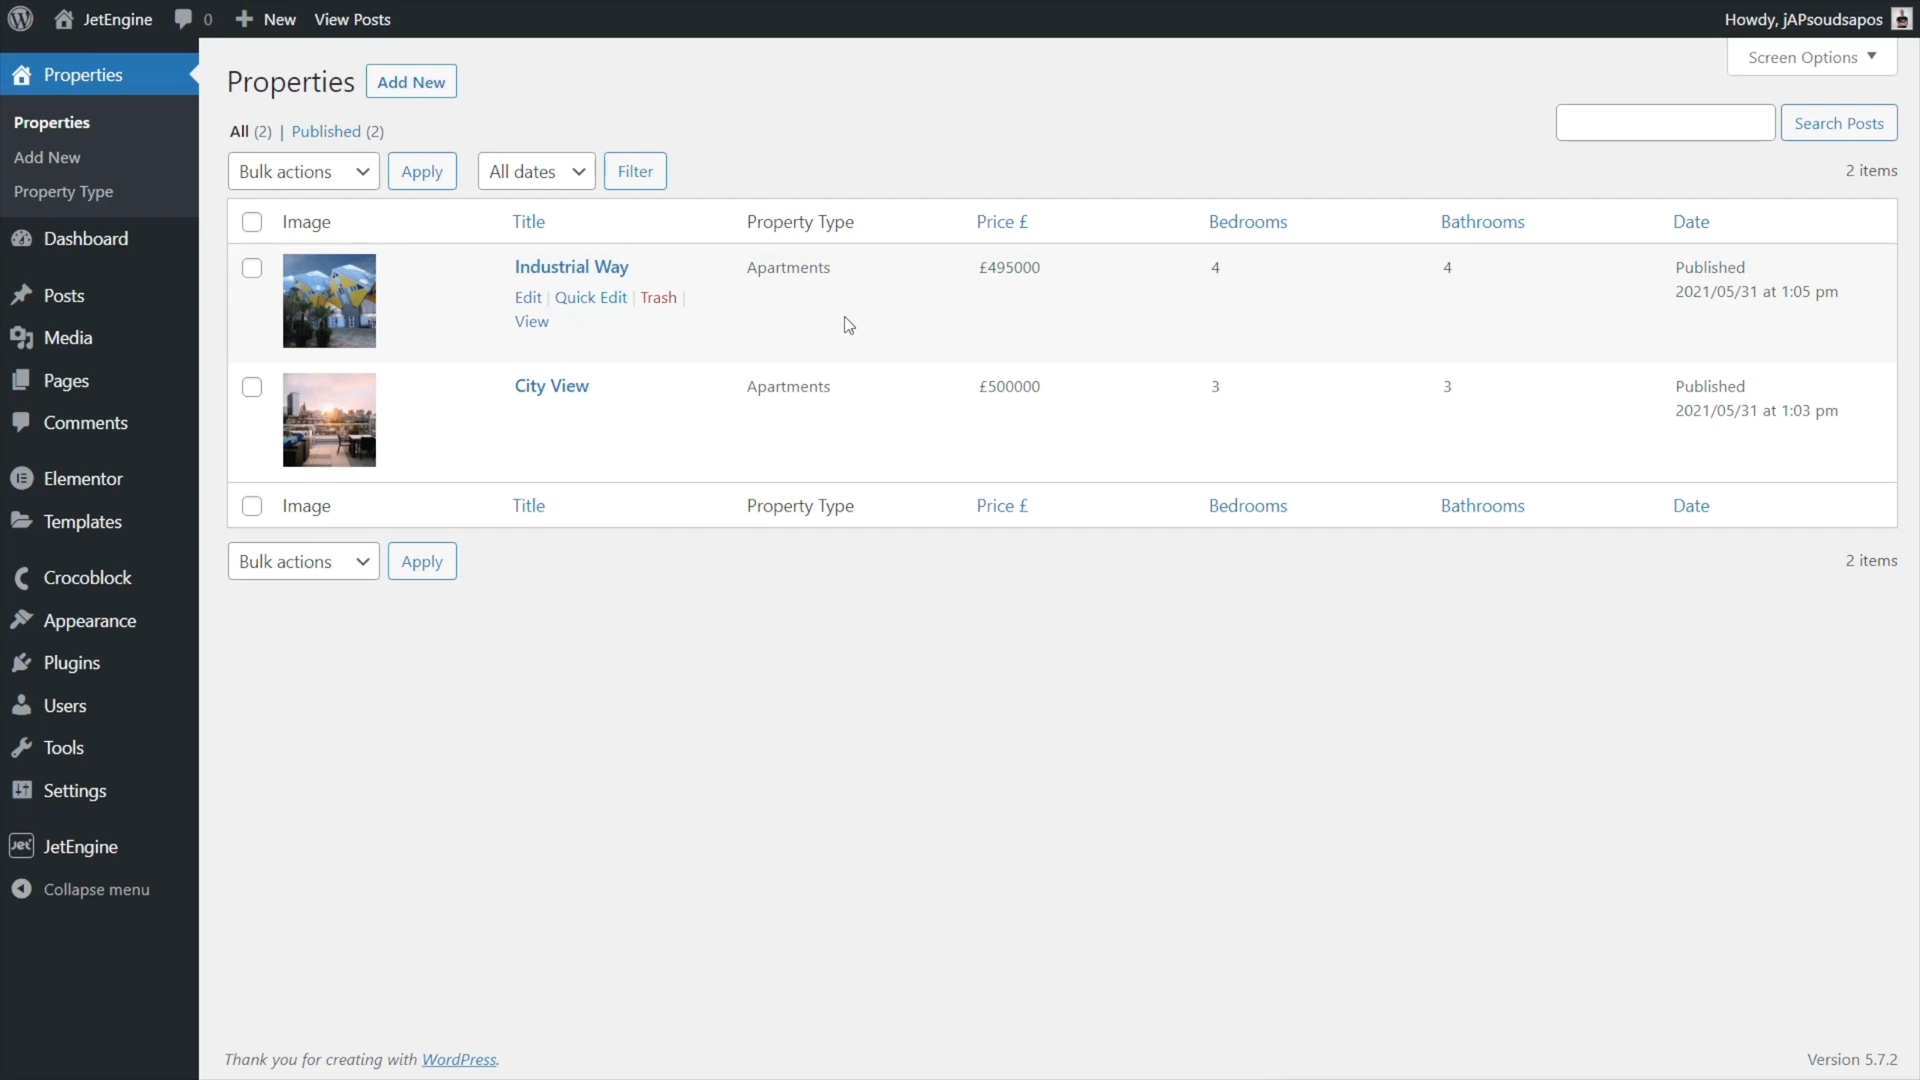 JetEngine 0 New View Posts Howdy, jAPsoudsapos
Properties
Properties
Add New
Property Type
Dashboard
Posts
Media
Pages
Comments
Elementor
Templates
Crocoblock
Appearance
Plugins
Users
Tools
Settings
JetEngine
Collapse menu
Screen Options
Properties Add New
All (2) | Published (2)
Search Posts
Bulk actions Apply All dates Filter 2 items
Image Title Property Type Price £ Bedrooms Bathrooms Date
Industrial Way Apartments £495000 4 4 Published
Edit | Quick Edit | Trash | 2021/05/31 at 1:05 pm
View
City View Apartments £500000 3 3 Published
2021/05/31 at 1:03 pm
Image Title Property Type Price £ Bedrooms Bathrooms Date
Bulk actions Apply 2 items
Thank you for creating with WordPress. Version 5.7.2